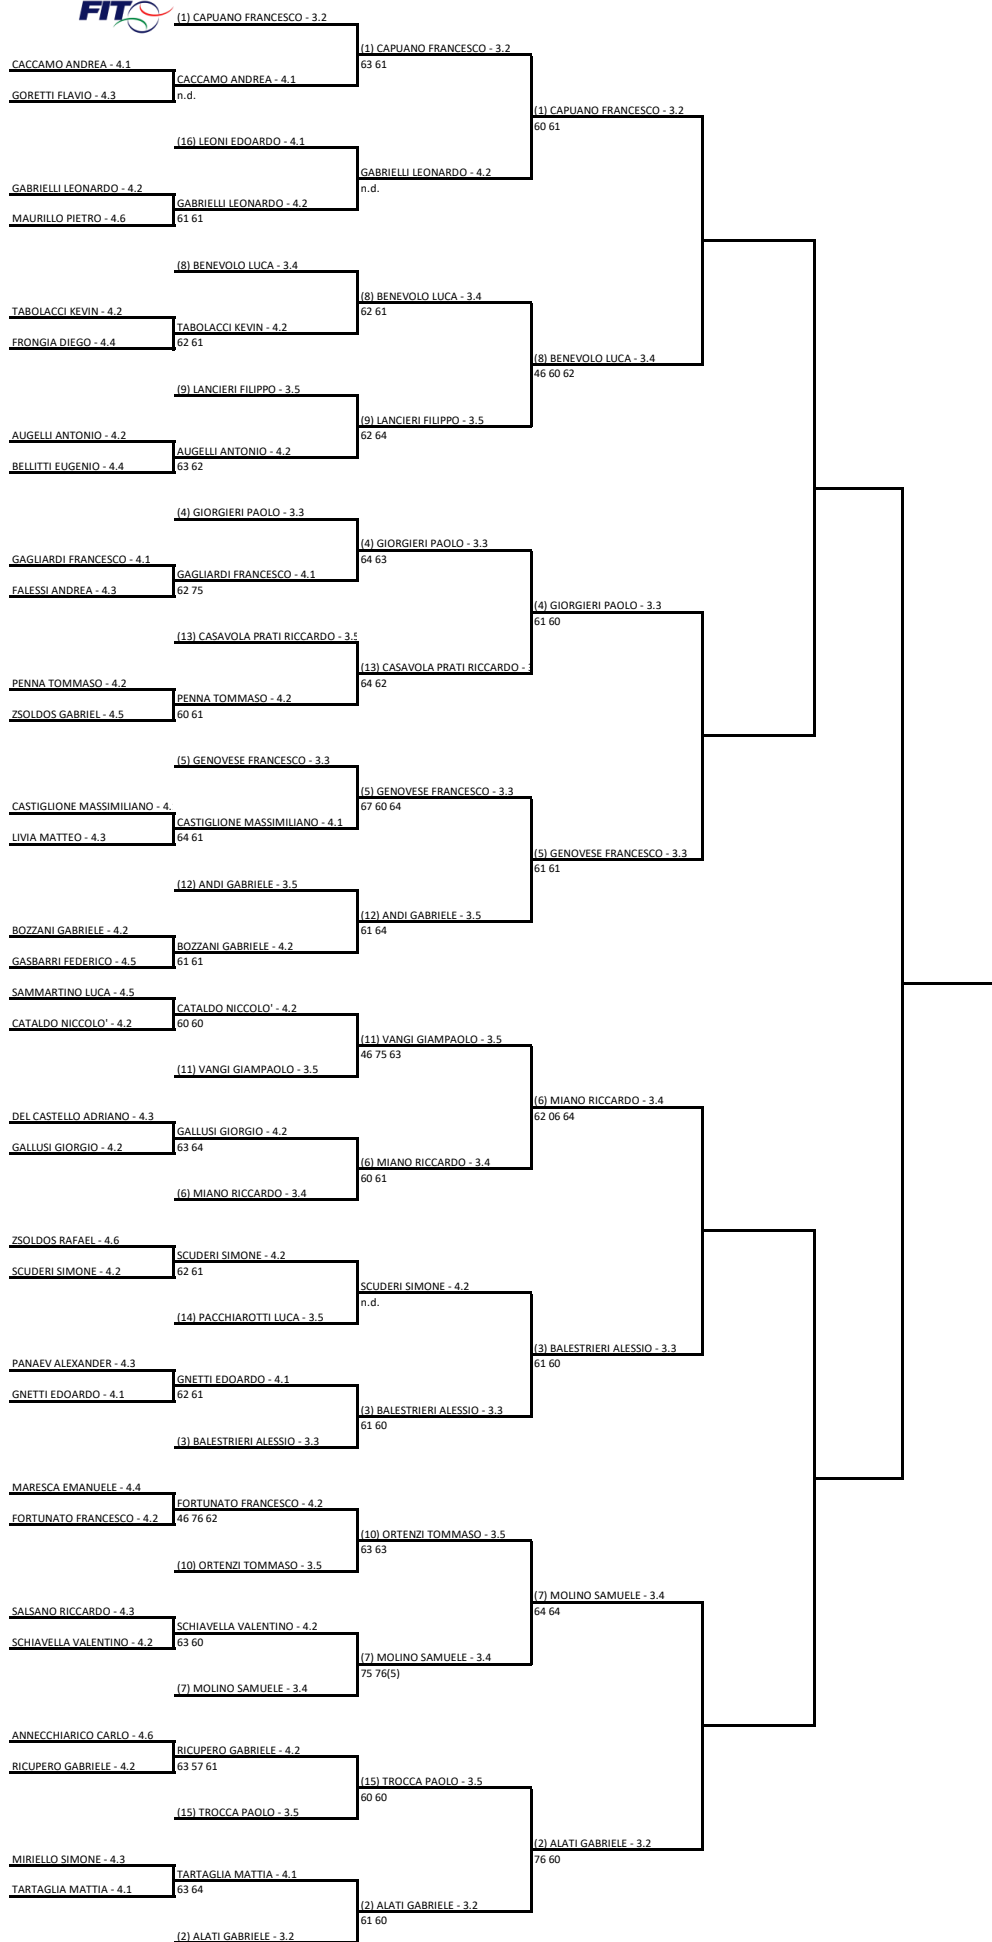 FIT
(1) CAPUANO FRANCESCO - 3.2
(1) CAPUANO FRANCESCO - 3.2
63 61
CACCAMO ANDREA - 4.1
CACCAMO ANDREA - 4.1
GORETTI FLAVIO - 4.3
n.d.
(1) CAPUANO FRANCESCO - 3.2
60 61
(16) LEONI EDOARDO - 4.1
GABRIELLI LEONARDO - 4.2
n.d.
GABRIELLI LEONARDO - 4.2
GABRIELLI LEONARDO - 4.2
MAURILLO PIETRO - 4.6
61 61
(8) BENEVOLO LUCA - 3.4
(8) BENEVOLO LUCA - 3.4
62 61
TABOLACCI KEVIN - 4.2
TABOLACCI KEVIN - 4.2
FRONGIA DIEGO - 4.4
62 61
(8) BENEVOLO LUCA - 3.4
46 60 62
(9) LANCIERI FILIPPO - 3.5
(9) LANCIERI FILIPPO - 3.5
62 64
AUGELLI ANTONIO - 4.2
AUGELLI ANTONIO - 4.2
BELLITTI EUGENIO - 4.4
63 62
(4) GIORGIERI PAOLO - 3.3
(4) GIORGIERI PAOLO - 3.3
64 63
GAGLIARDI FRANCESCO - 4.1
GAGLIARDI FRANCESCO - 4.1
FALESSI ANDREA - 4.3
62 75
(4) GIORGIERI PAOLO - 3.3
61 60
(13) CASAVOLA PRATI RICCARDO - 3.5
(13) CASAVOLA PRATI RICCARDO -
64 62
PENNA TOMMASO - 4.2
PENNA TOMMASO - 4.2
ZSOLDOS GABRIEL - 4.5
60 61
(5) GENOVESE FRANCESCO - 3.3
(5) GENOVESE FRANCESCO - 3.3
67 60 64
CASTIGLIONE MASSIMILIANO - 4.
CASTIGLIONE MASSIMILIANO - 4.1
LIVIA MATTEO - 4.3
64 61
(5) GENOVESE FRANCESCO - 3.3
61 61
(12) ANDI GABRIELE - 3.5
(12) ANDI GABRIELE - 3.5
61 64
BOZZANI GABRIELE - 4.2
BOZZANI GABRIELE - 4.2
GASBARRI FEDERICO - 4.5
61 61
SAMMARTINO LUCA - 4.5
CATALDO NICCOLO' - 4.2
CATALDO NICCOLO' - 4.2
60 60
(11) VANGI GIAMPAOLO - 3.5
46 75 63
(11) VANGI GIAMPAOLO - 3.5
(6) MIANO RICCARDO - 3.4
62 06 64
DEL CASTELLO ADRIANO - 4.3
GALLUSI GIORGIO - 4.2
GALLUSI GIORGIO - 4.2
63 64
(6) MIANO RICCARDO - 3.4
60 61
(6) MIANO RICCARDO - 3.4
ZSOLDOS RAFAEL - 4.6
SCUDERI SIMONE - 4.2
SCUDERI SIMONE - 4.2
62 61
SCUDERI SIMONE - 4.2
n.d.
(14) PACCHIAROTTI LUCA - 3.5
(3) BALESTRIERI ALESSIO - 3.3
61 60
PANAEV ALEXANDER - 4.3
GNETTI EDOARDO - 4.1
GNETTI EDOARDO - 4.1
62 61
(3) BALESTRIERI ALESSIO - 3.3
61 60
(3) BALESTRIERI ALESSIO - 3.3
MARESCA EMANUELE - 4.4
FORTUNATO FRANCESCO - 4.2
FORTUNATO FRANCESCO - 4.2
46 76 62
(10) ORTENZI TOMMASO - 3.5
63 63
(10) ORTENZI TOMMASO - 3.5
(7) MOLINO SAMUELE - 3.4
64 64
SALSANO RICCARDO - 4.3
SCHIAVELLA VALENTINO - 4.2
SCHIAVELLA VALENTINO - 4.2
63 60
(7) MOLINO SAMUELE - 3.4
75 76(5)
(7) MOLINO SAMUELE - 3.4
ANNECCHIARICO CARLO - 4.6
RICUPERO GABRIELE - 4.2
RICUPERO GABRIELE - 4.2
63 57 61
(15) TROCCA PAOLO - 3.5
60 60
(15) TROCCA PAOLO - 3.5
(2) ALATI GABRIELE - 3.2
76 60
MIRIELLO SIMONE - 4.3
TARTAGLIA MATTIA - 4.1
TARTAGLIA MATTIA - 4.1
63 64
(2) ALATI GABRIELE - 3.2
61 60
(2) ALATI GABRIELE - 3.2